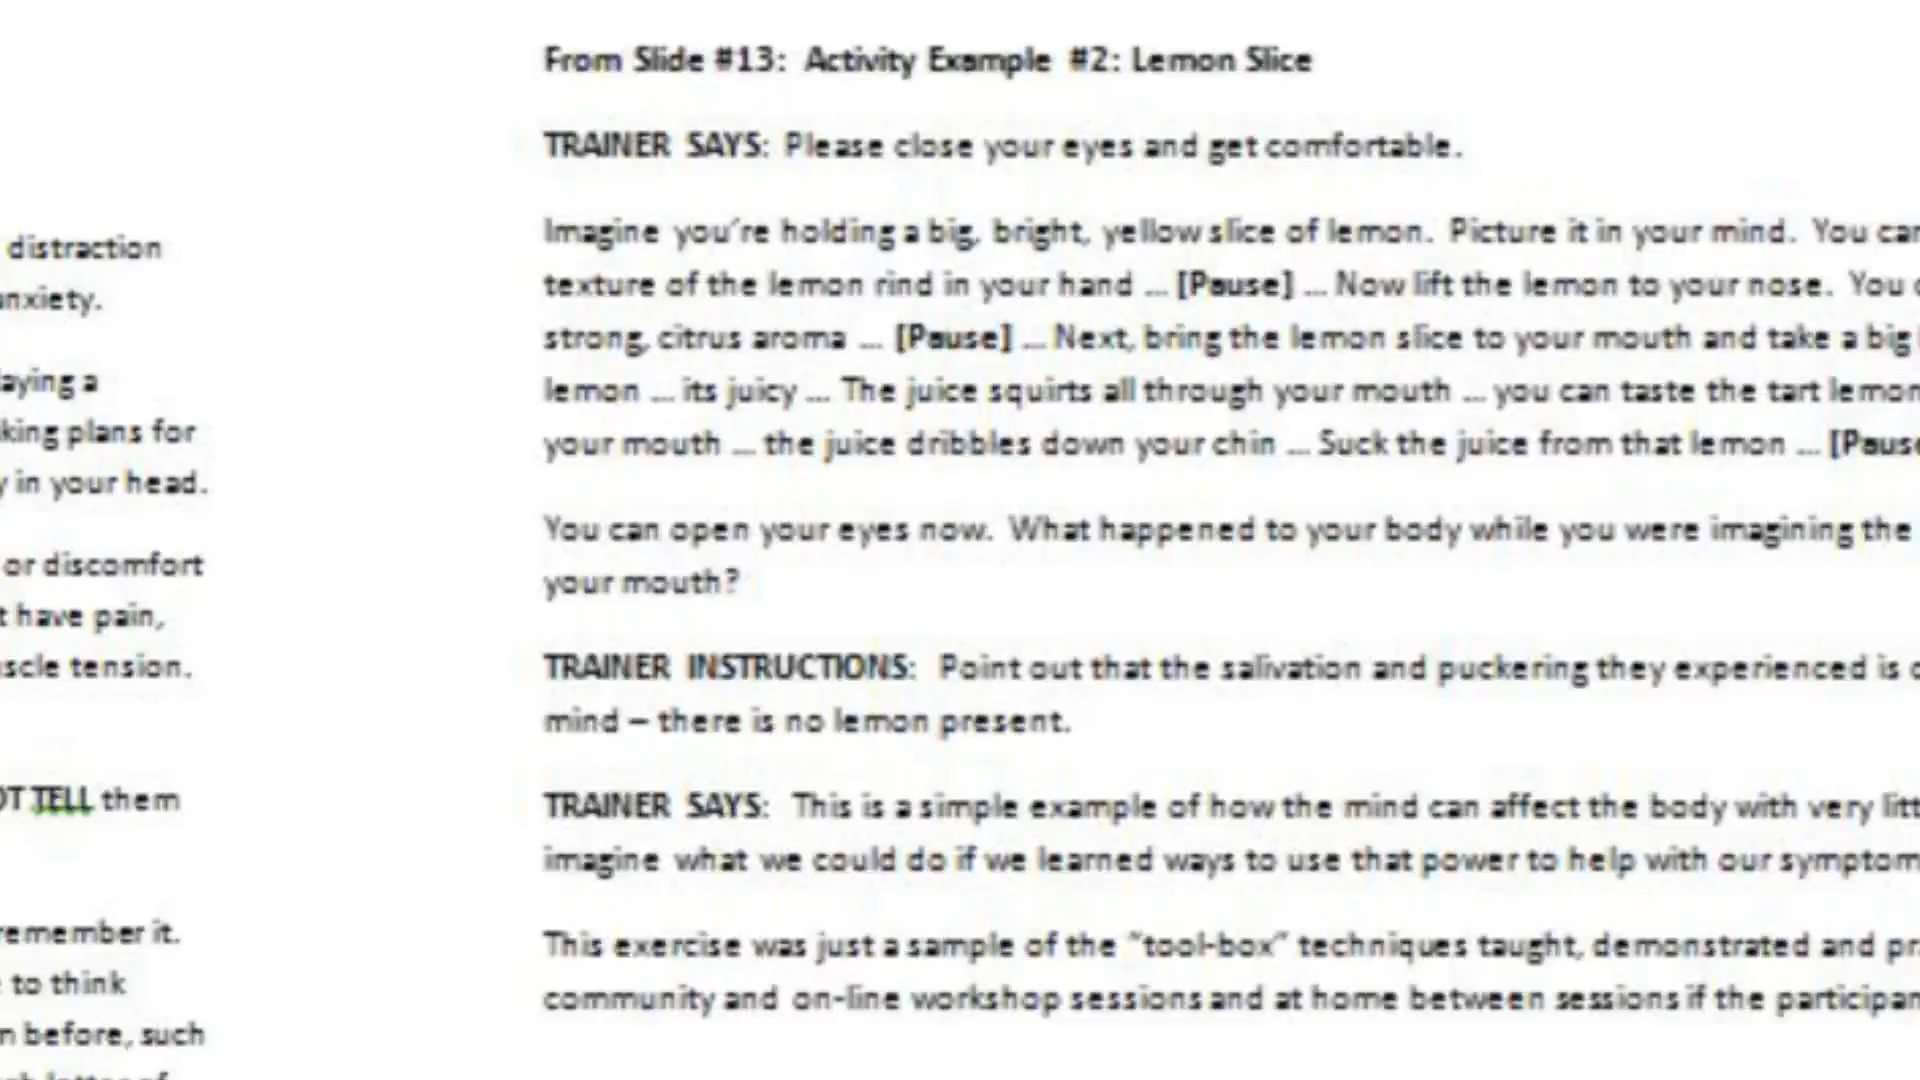 distraction
anxiety.
aying a
king plans for
y in your head.
or discomfort
t have pain,
scle tension.
OT TELL them
remember it.
to think
n before, such
From Slide #13: Activity Example #2: Lemon Slice
TRAINER SAYS: Please close your eyes and get comfortable.
Imagine you're holding a big, bright, yellow slice of lemon. Picture it in your mind. You can
texture of the lemon rind in your hand ... [Pause] ... Now lift the lemon to your nose. You
strong, citrus aroma ... [Pause] ... Next, bring the lemon slice to your mouth and take a big
lemon ... its juicy ... The juice squirts all through your mouth ... you can taste the tart lemon
your mouth ... the juice dribbles down your chin ... Suck the juice from that lemon ... [Pause
You can open your eyes now. What happened to your body while you were imagining the
your mouth?
TRAINER INSTRUCTIONS: Point out that the salivation and puckering they experienced is
mind – there is no lemon present.
TRAINER SAYS: This is a simple example of how the mind can affect the body with very litt
imagine what we could do if we learned ways to use that power to help with our symptom
This exercise was just a sample of the "tool-box" techniques taught, demonstrated and pr
community and on-line workshop sessions and at home between sessions if the participan